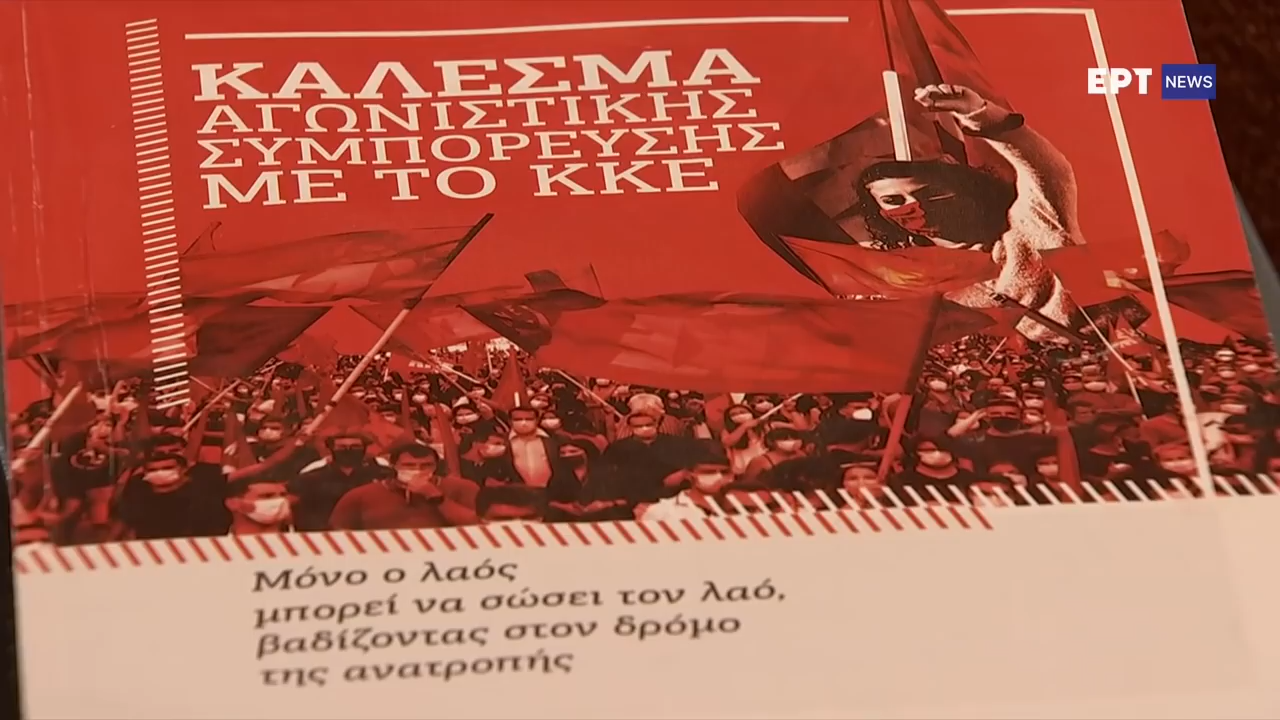 ΚΑΛΕΣΜΑ
ΑΓΩΝΙΣΤΙΚΗΣ
ΣΥΜΠΟΡΕΥΣΗΣ
ΜΕ ΤΟ ΚΚΕ
ΕΡΤ NEWS
Μόνο ο λαός
μπορεί να σώσει τον λαό,
βαδίζοντας στον δρόμο
της ανατροπής